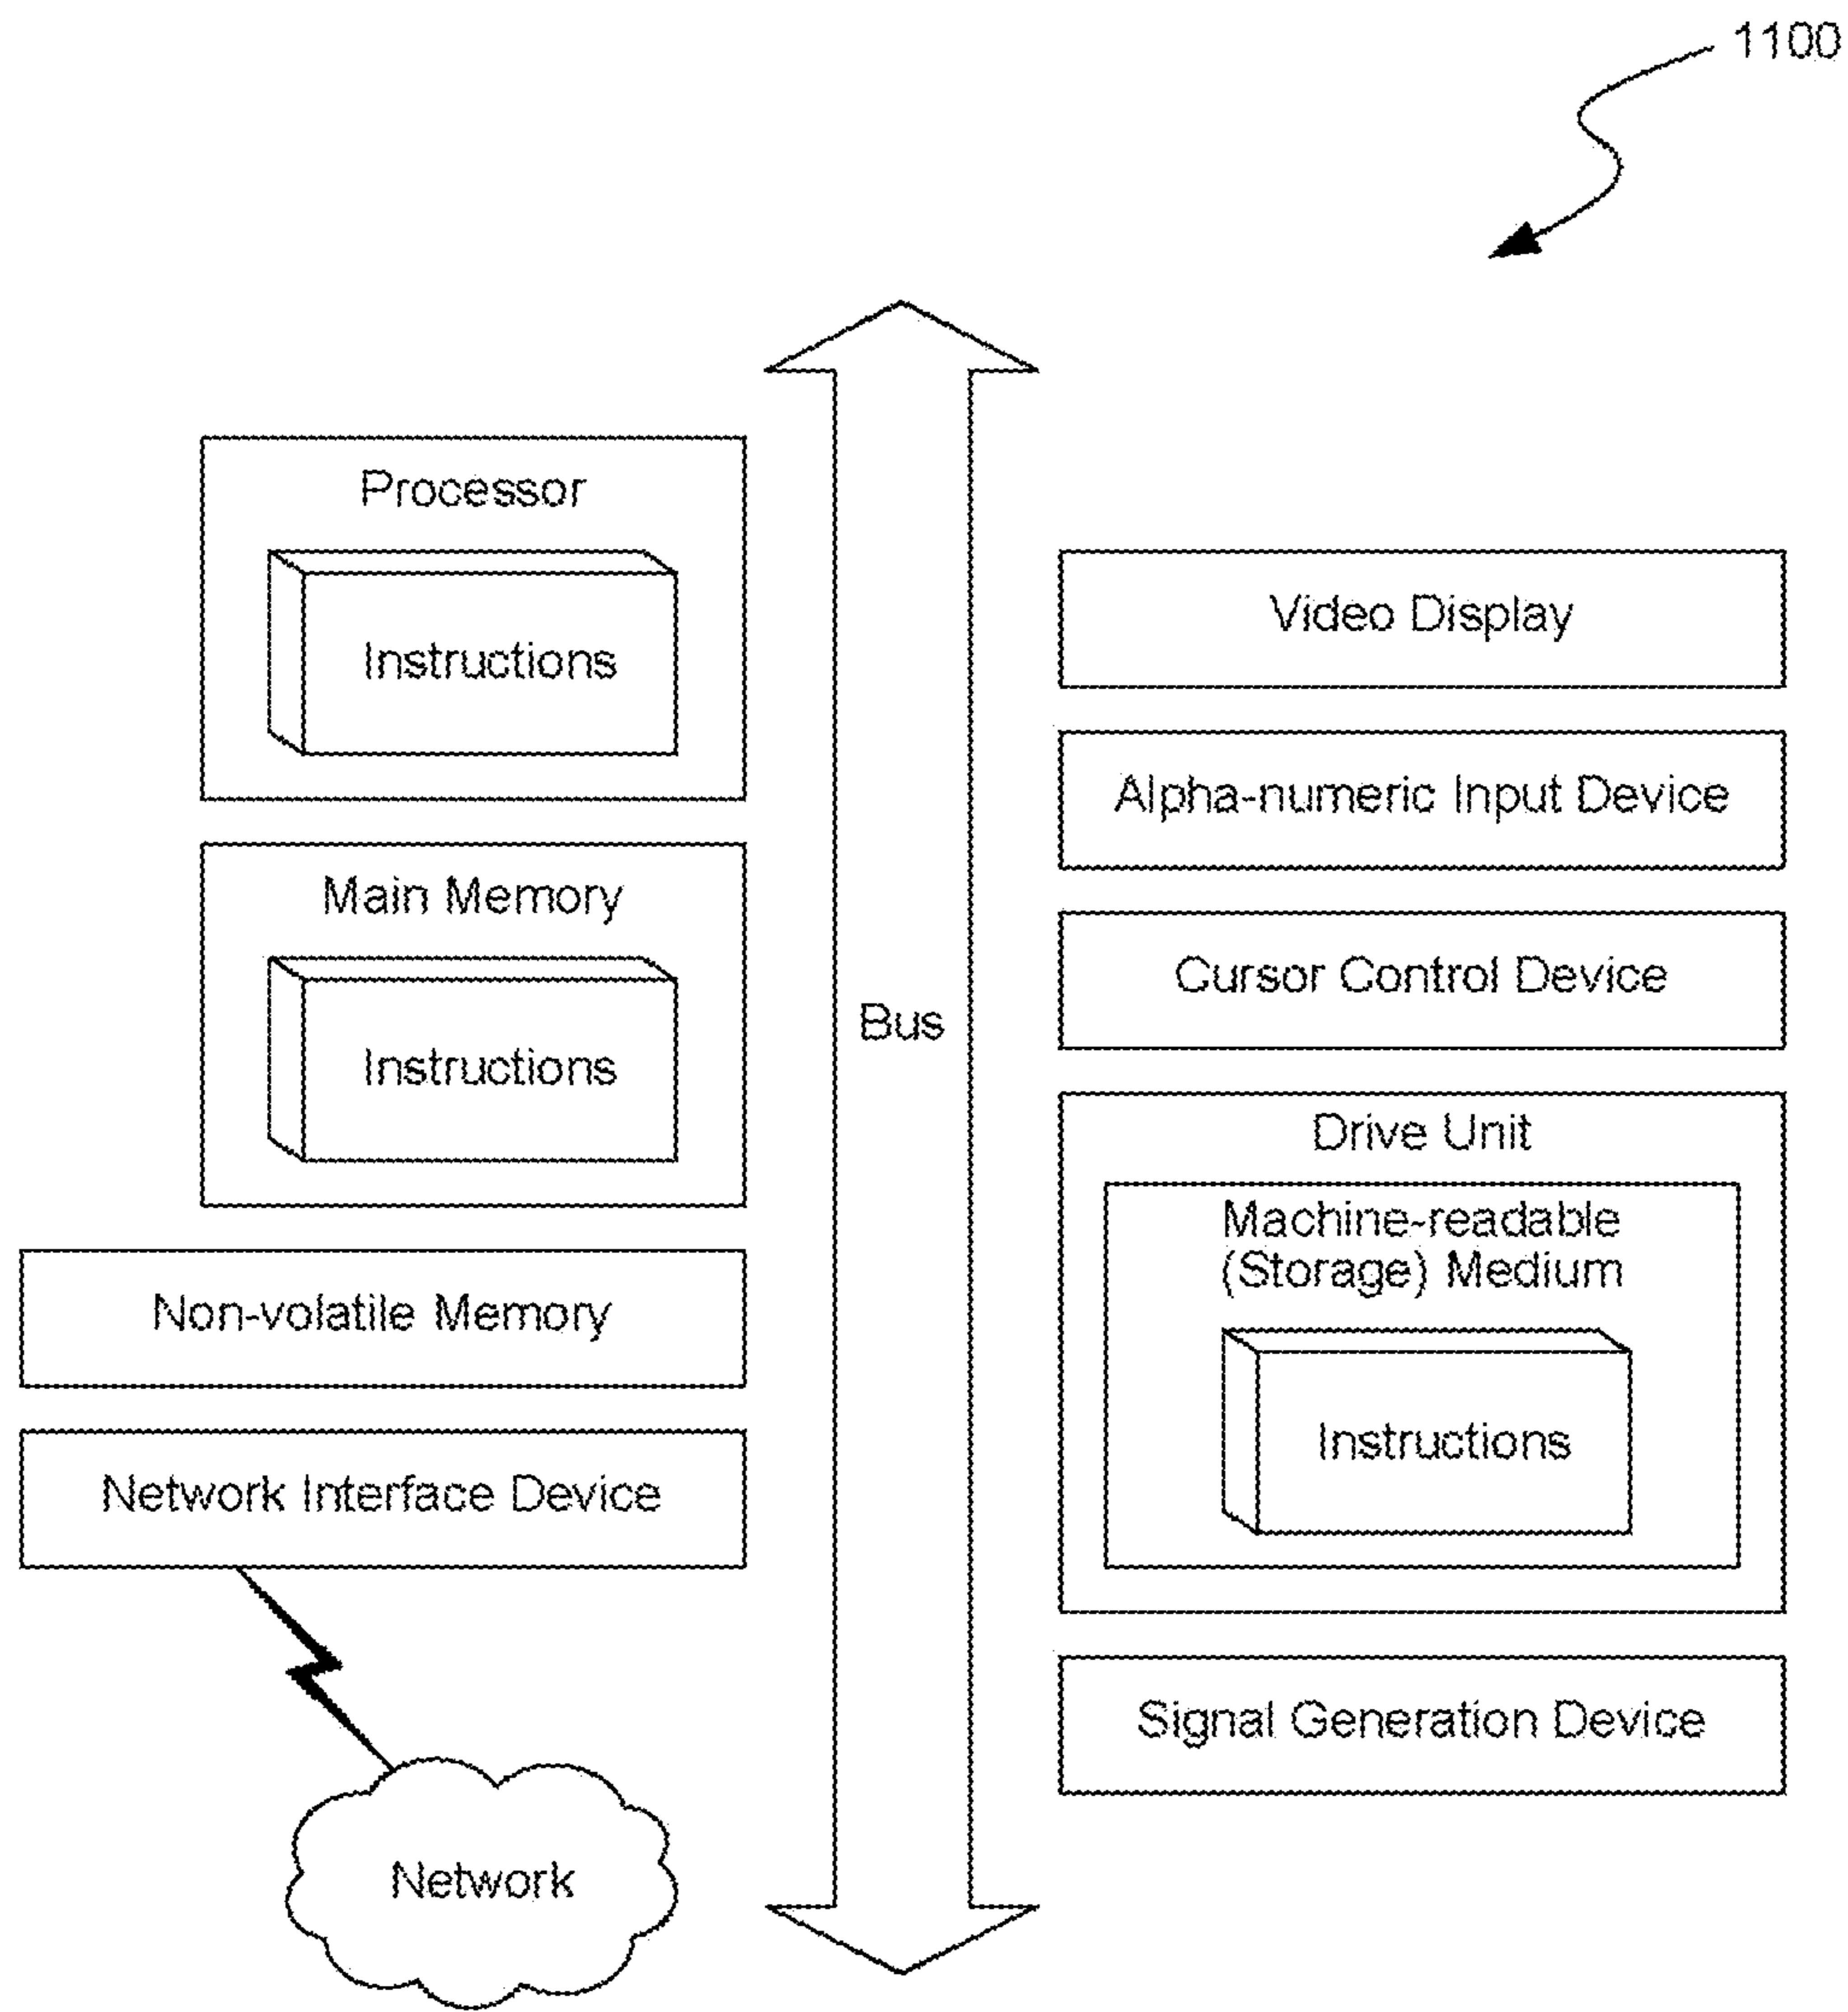 1100
Processor
Instructions
Main Memory
Instructions
Non-volatile Memory
Network Interface Device
Network
Bus
Video Display
Alpha-numeric Input Device
Cursor Control Device
Drive Unit
Machine-readable
(Storage) Medium
Instructions
Signal Generation Device